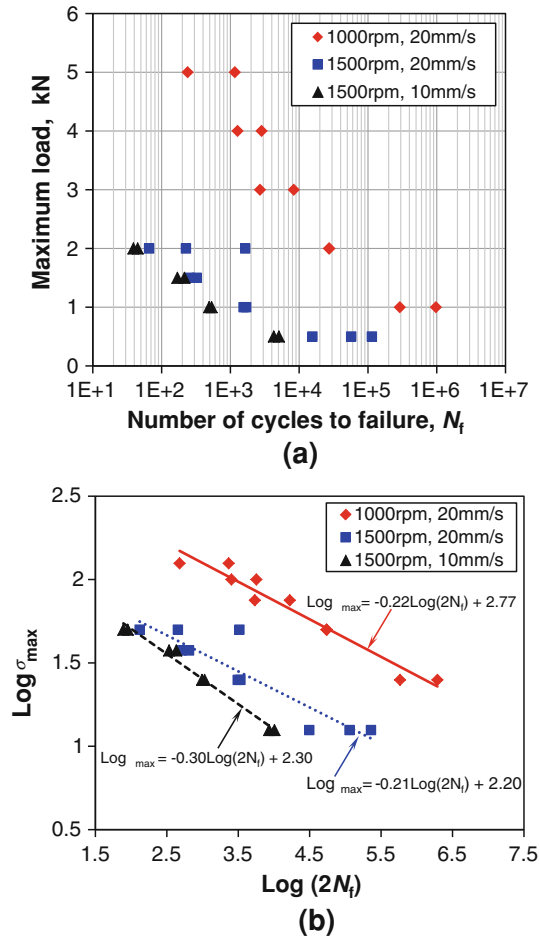 6
5
4
3
2
1
0
Maximum load, kN
1000rpm, 20mm/s
1500rpm, 20mm/s
1500rpm, 10mm/s
1E+1 1E+2 1E+3 1E+4 1E+5 1E+6 1E+7
Number of cycles to failure, Nf
(a)
2.5
2
1.5
1
0.5
Log σmax
1000rpm, 20mm/s
1500rpm, 20mm/s
1500rpm, 10mm/s
Log max= -0.22Log(2Nf) + 2.77
Log max= -0.30Log(2Nf) + 2.30
Log max= -0.21Log(2Nf) + 2.20
1.5 2.5 3.5 4.5 5.5 6.5 7.5
Log (2Nf)
(b)